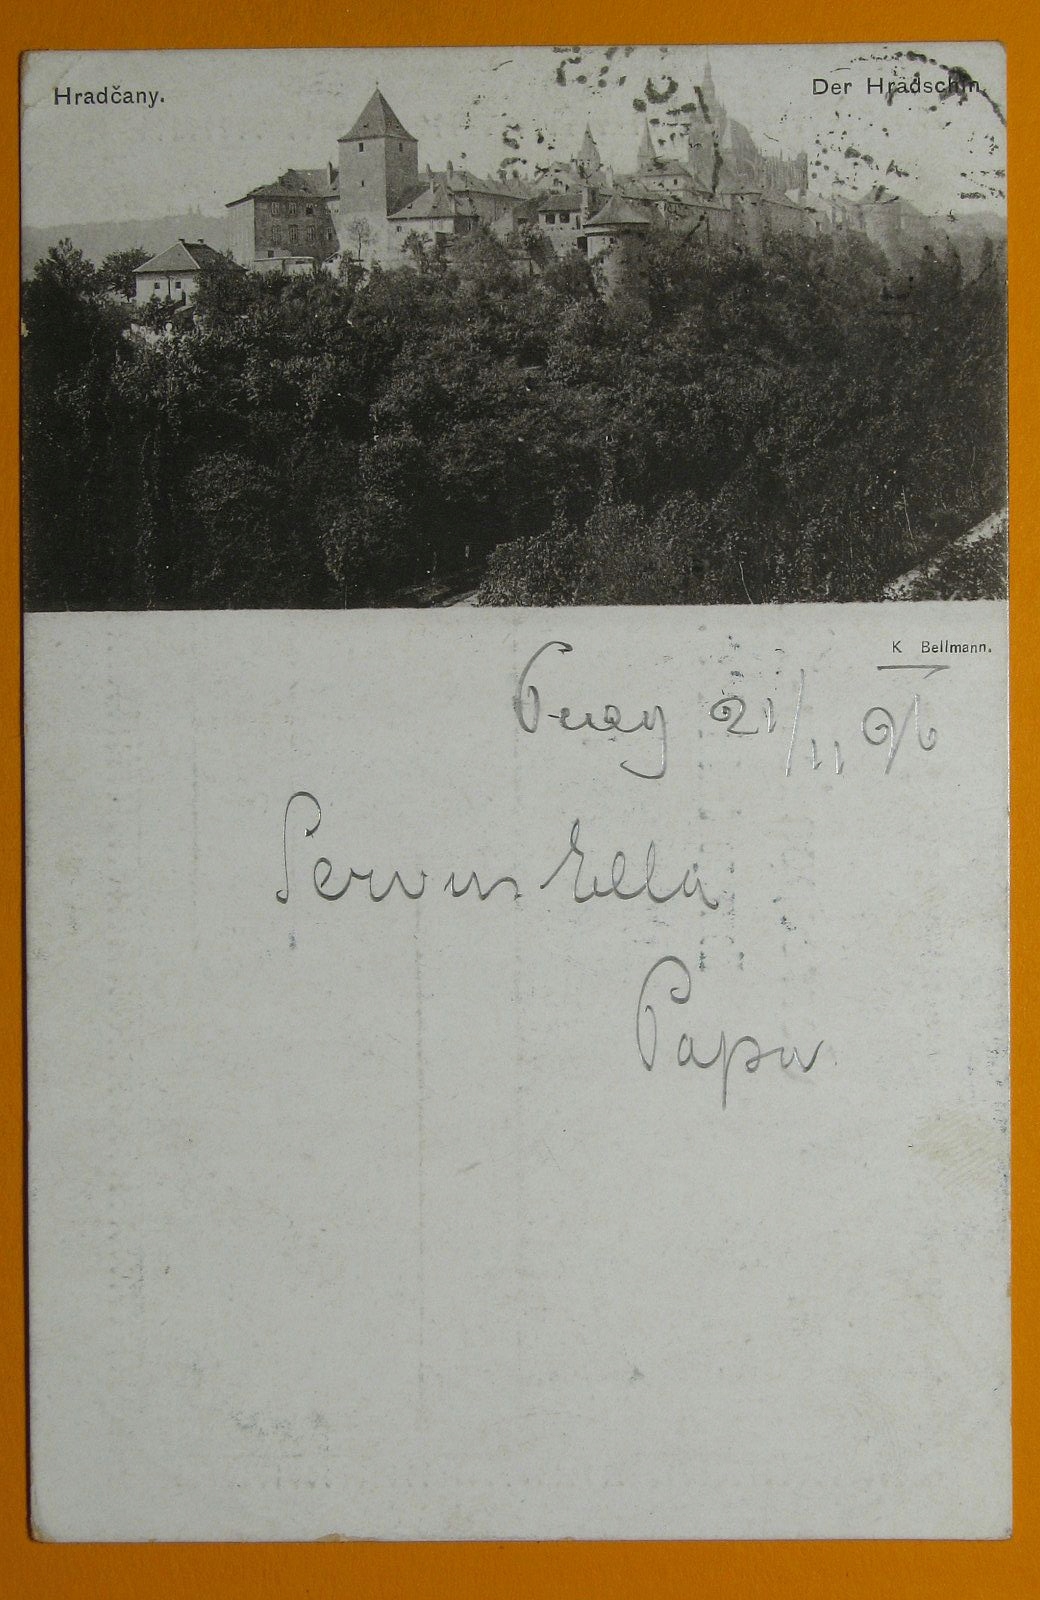 Hradčany.
Der Hradschin.
K Bellmann.
Prag 21/11 96
Servus Ella
Papa